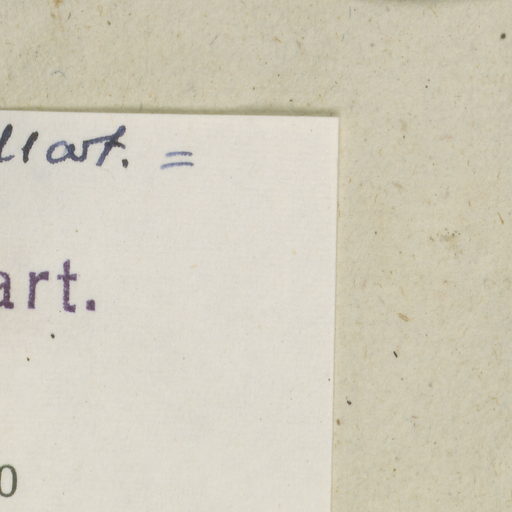 llart. =
art.
0